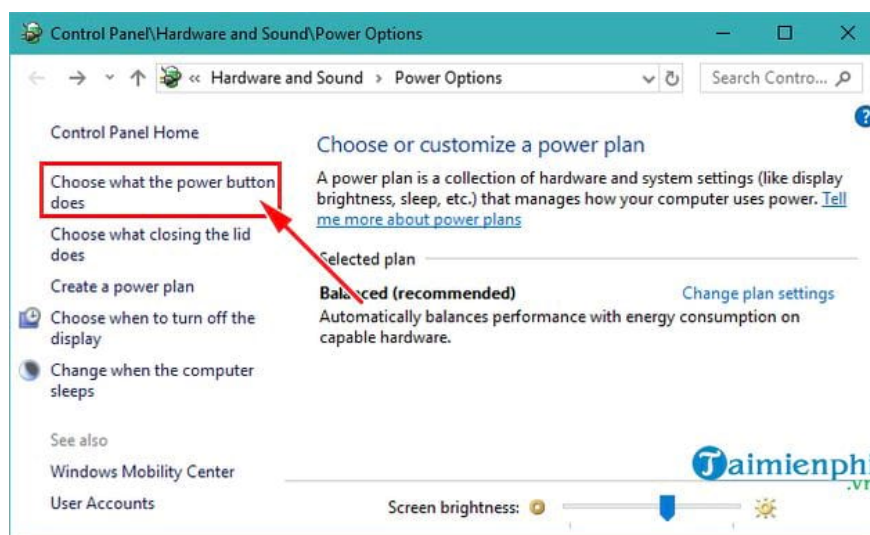 Control Panel\Hardware and Sound\Power Options
« Hardware and Sound > Power Options
Search Contro...
?
Control Panel Home
Choose what the power button
does
Choose what closing the lid
does
Create a power plan
Choose when to turn off the
display
Change when the computer
sleeps
See also
Windows Mobility Center
User Accounts
Choose or customize a power plan
A power plan is a collection of hardware and system settings (like display
brightness, sleep, etc.) that manages how your computer uses power. Tell
me more about power plans
Selected plan
Balanced (recommended)
Change plan settings
Automatically balances performance with energy consumption on
capable hardware.
Screen brightness:
Taimienphi
.vn